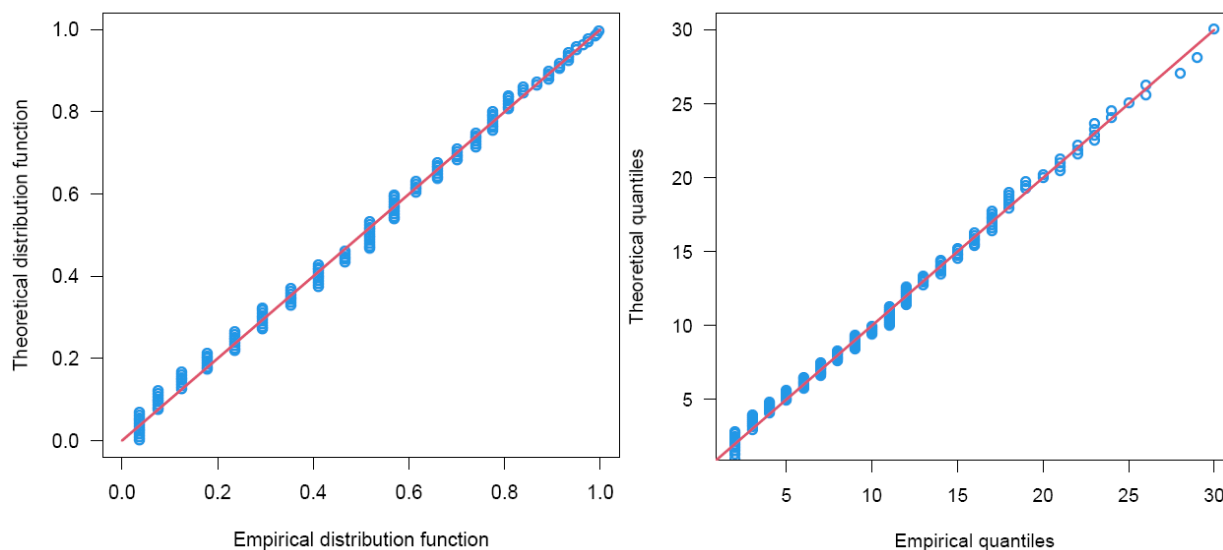 Theoretical distribution function
1.0
0.8
0.6
0.4
0.2
0.0
0.0 0.2 0.4 0.6 0.8 1.0
Empirical distribution function
Theoretical quantiles
30
25
20
15
10
5
5 10 15 20 25 30
Empirical quantiles